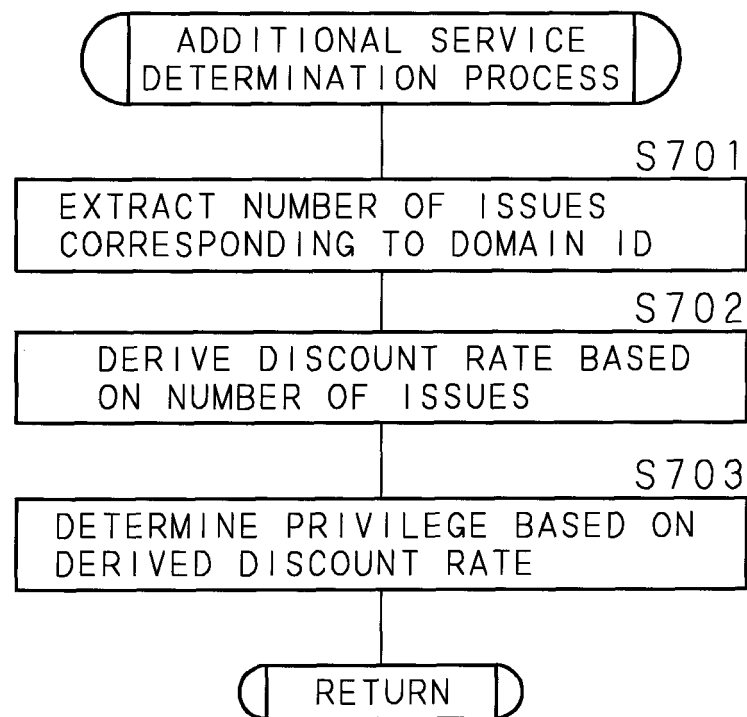 ADDITIONAL SERVICE
DETERMINATION PROCESS
S701
EXTRACT NUMBER OF ISSUES
CORRESPONDING TO DOMAIN ID
S702
DERIVE DISCOUNT RATE BASED
ON NUMBER OF ISSUES
S703
DETERMINE PRIVILEGE BASED ON
DERIVED DISCOUNT RATE
RETURN